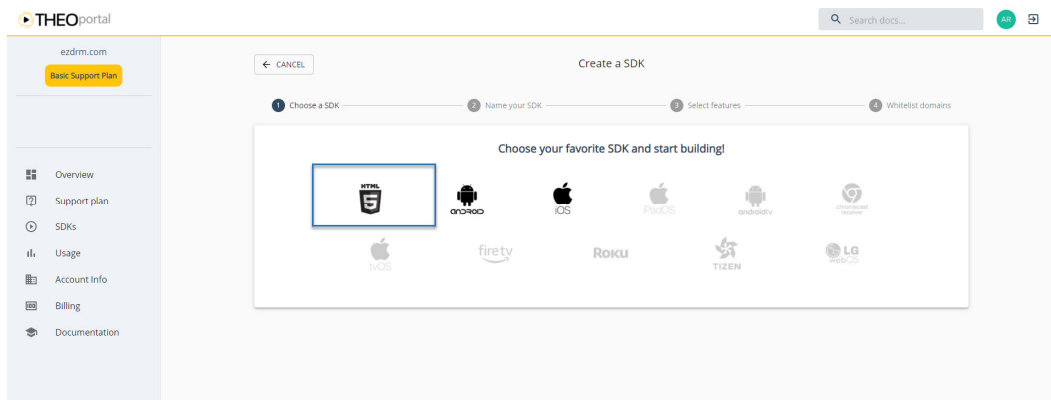 THEOportal
Search docs...
AR
ezdrm.com
Basic Support Plan
Overview
Support plan
SDKs
Usage
Account Info
Billing
Documentation
← CANCEL
Create a SDK
1 Choose a SDK
2 Name your SDK
3 Select features
4 Whitelist domains
Choose your favorite SDK and start building!
HTML
5
android
iOS
iPadOS
androidtv
chromecast
receiver
tvOS
firetv
Roku
TIZEN
LG
webOS